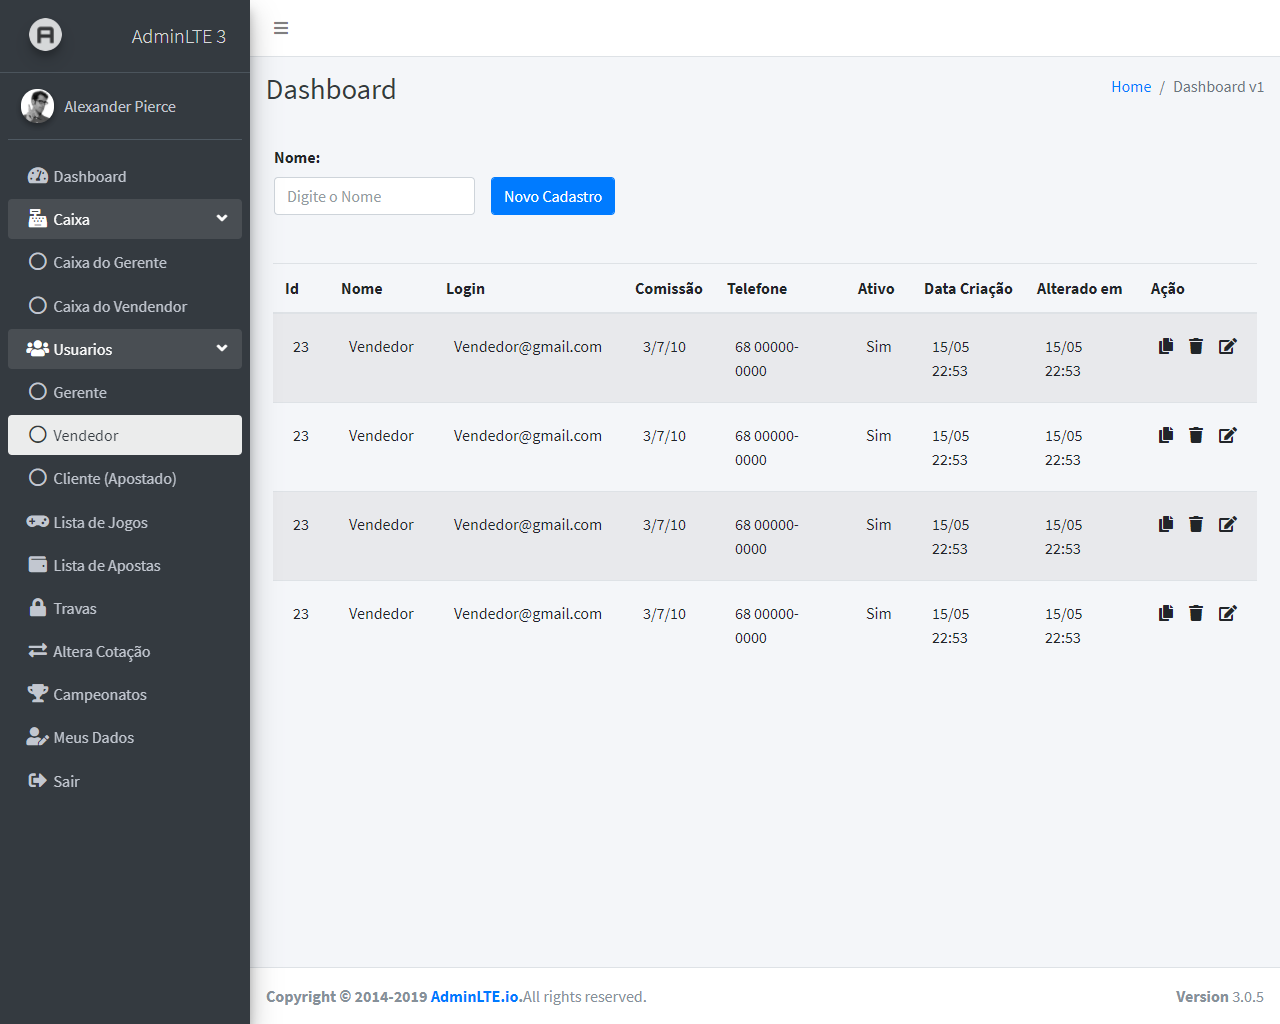 AdminLTE 3
Alexander Pierce
Dashboard
Caixa
Caixa do Gerente
Caixa do Vendendor
Usuarios
Gerente
Vendedor
Cliente (Apostado)
Lista de Jogos
Lista de Apostas
Travas
Altera Cotação
Campeonatos
Meus Dados
Sair
Dashboard
Home / Dashboard v1
Nome:
Digite o Nome
Novo Cadastro
Id Nome Login Comissão Telefone Ativo Data Criação Alterado em Ação
23 Vendedor Vendedor@gmail.com 3/7/10 68 00000- Sim 15/05 15/05
0000 22:53 22:53
23 Vendedor Vendedor@gmail.com 3/7/10 68 00000- Sim 15/05 15/05
0000 22:53 22:53
23 Vendedor Vendedor@gmail.com 3/7/10 68 00000- Sim 15/05 15/05
0000 22:53 22:53
23 Vendedor Vendedor@gmail.com 3/7/10 68 00000- Sim 15/05 15/05
0000 22:53 22:53
Copyright © 2014-2019 AdminLTE.io.All rights reserved.
Version 3.0.5